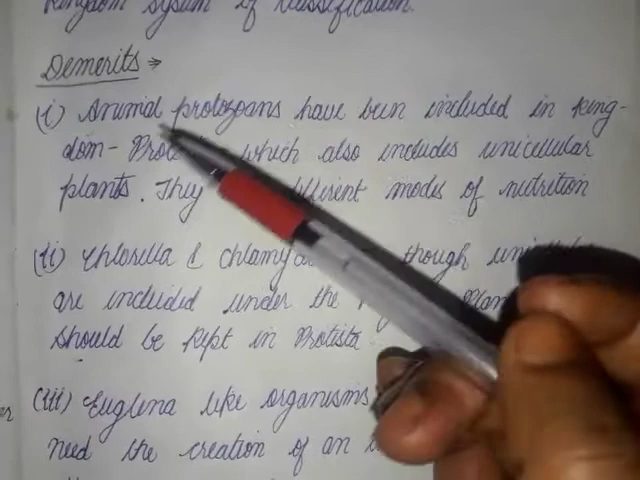 Kingdom system of classification.
Demerits →
(i) Animal protozoans have been included in King-
dom- which also includes unicellular
plants. They different modes of nutrition
(ii) Chlorella & though
are included under the
should be kept in Protista
(iii) Euglena like organisms
need the creation of an